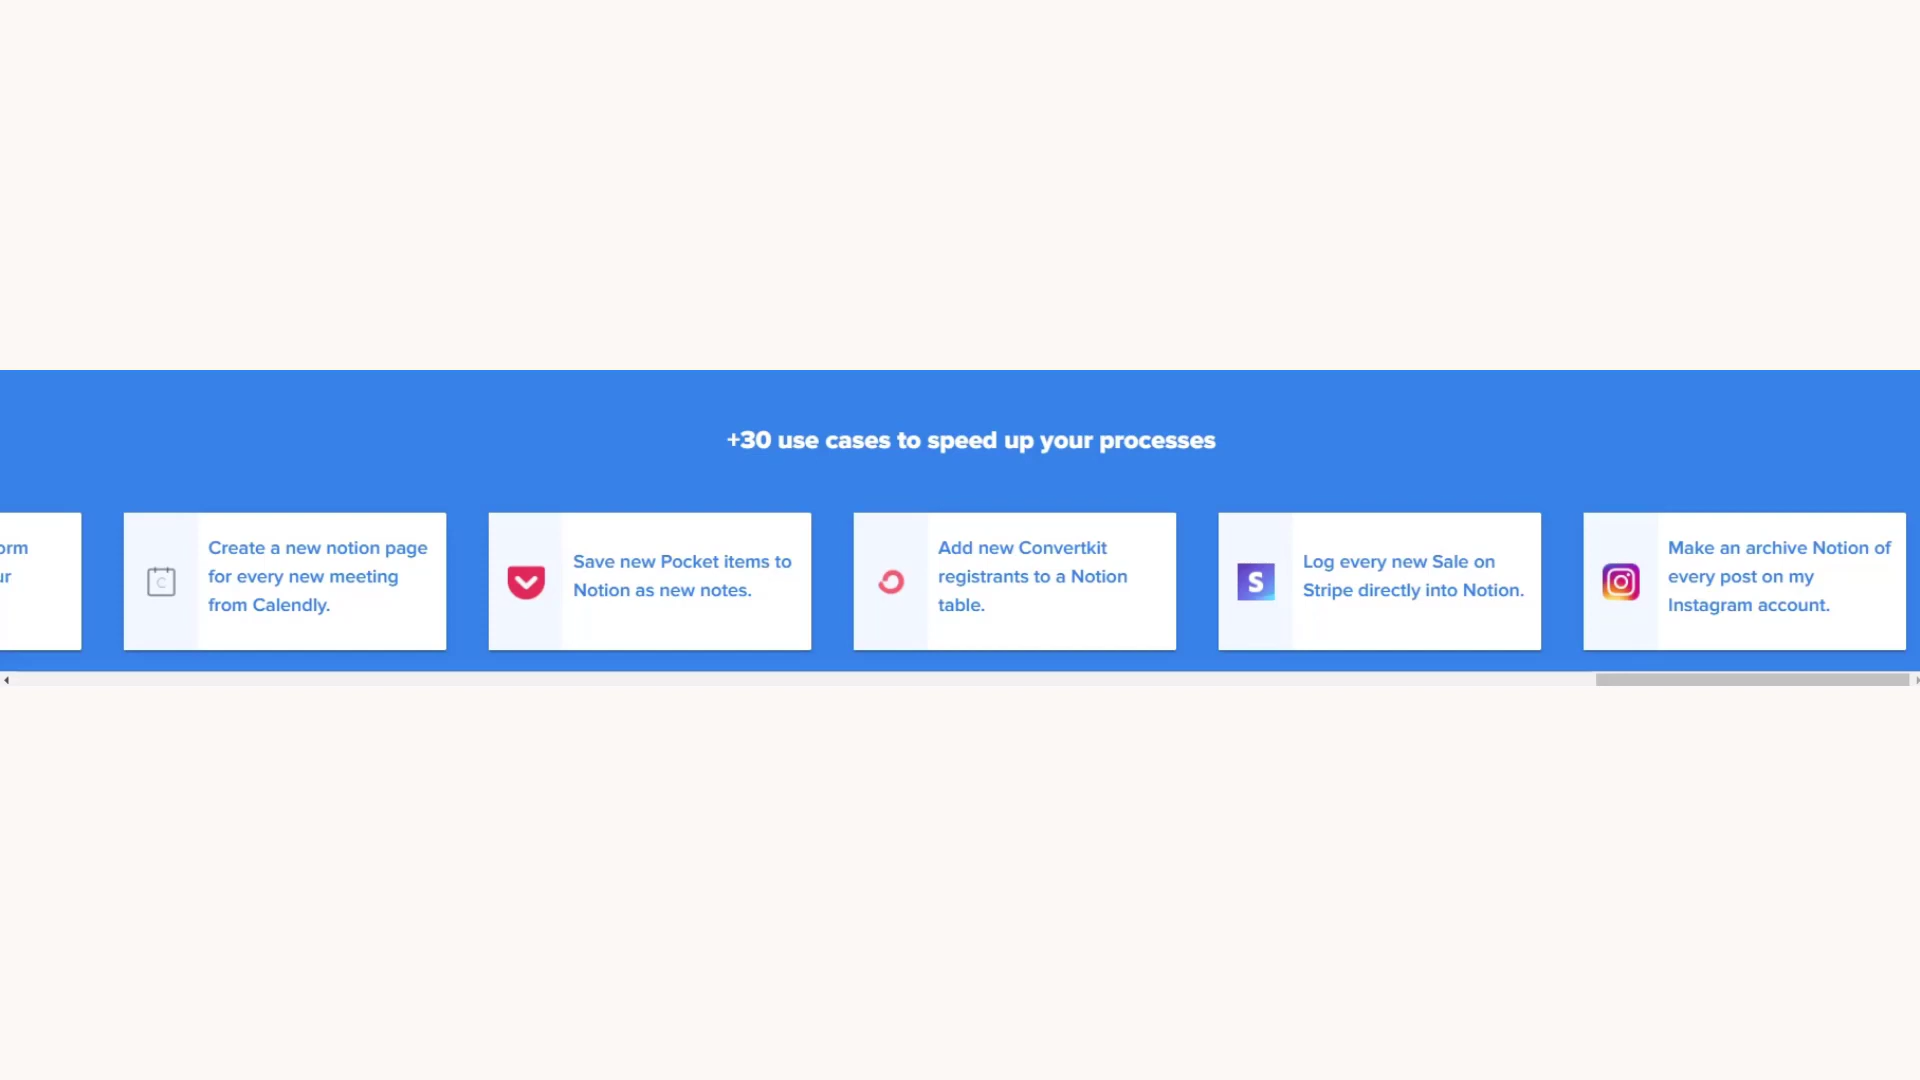 +30 use cases to speed up your processes
orm
ur
Create a new notion page
for every new meeting
from Calendly.
C
Save new Pocket items to
Notion as new notes.
Add new Convertkit
registrants to a Notion
table.
S
Log every new Sale on
Stripe directly into Notion.
Make an archive Notion of
every post on my
Instagram account.